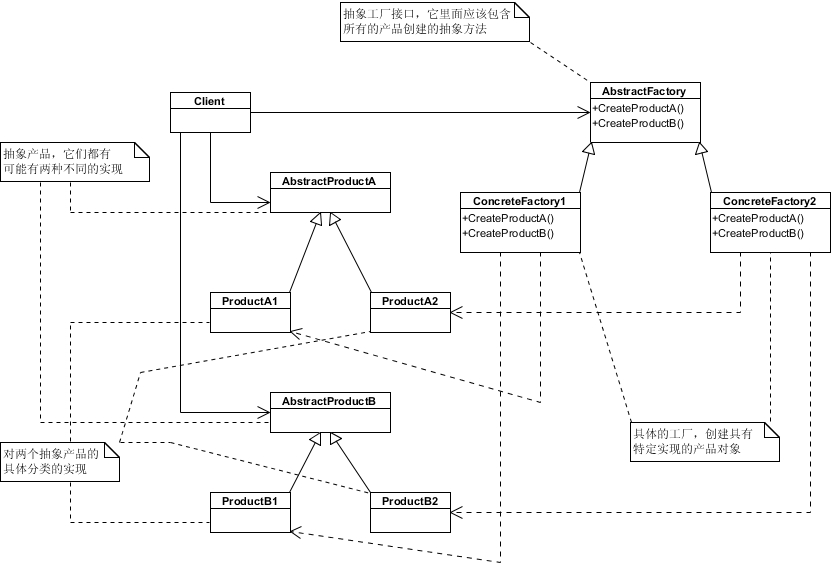 抽象工厂接口，它里面应该包含
所有的产品创建的抽象方法
AbstractFactory
+CreateProductA()
+CreateProductB()
Client
抽象产品，它们都有
可能有两种不同的实现
AbstractProductA
ConcreteFactory1
+CreateProductA()
+CreateProductB()
ConcreteFactory2
+CreateProductA()
+CreateProductB()
ProductA1
ProductA2
AbstractProductB
具体的工厂，创建具有
特定实现的产品对象
对两个抽象产品的
具体分类的实现
ProductB1
ProductB2